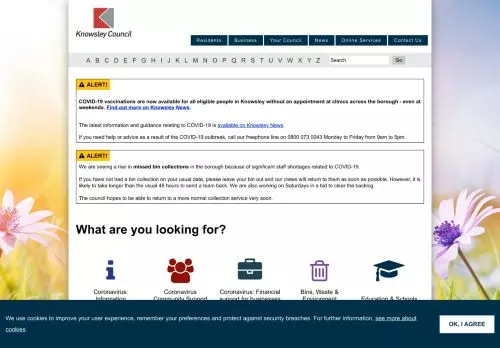 Knowsley Council
Residents Business Your Council News Online Services Contact Us
A B C D E F G H I J K L M N O P Q R S T U V W X Y Z Search Go
ALERT!
COVID-19 vaccinations are now available for all eligible people in Knowsley without an appointment at clinics across the borough - even at
weekends. Find out more on Knowsley News.
The latest information and guidance relating to COVID-19 is available on Knowsley News.
If you need help or advice as a result of the COVID-19 outbreak, call our freephone line on 0800 073 0043 Monday to Friday from 9am to 5pm.
ALERT!
We are seeing a rise in missed bin collections in the borough because of significant staff shortages related to COVID-19.
If you have not had a bin collection on your usual date, please leave your bin out and our crews will return to them as soon as possible. However, it is
likely to take longer than the usual 48 hours to send a team back. We are also working on Saturdays in a bid to clear the backlog.
The council hopes to be able to return to a more normal collection service very soon.
What are you looking for?
Coronavirus: Coronavirus Coronavirus: Financial Bins, Waste &
Information Community Support support for businesses Environment Education & Schools
We use cookies to improve your user experience, remember your preferences and protect against security breaches. For further information, see more about
cookies
OK, I AGREE